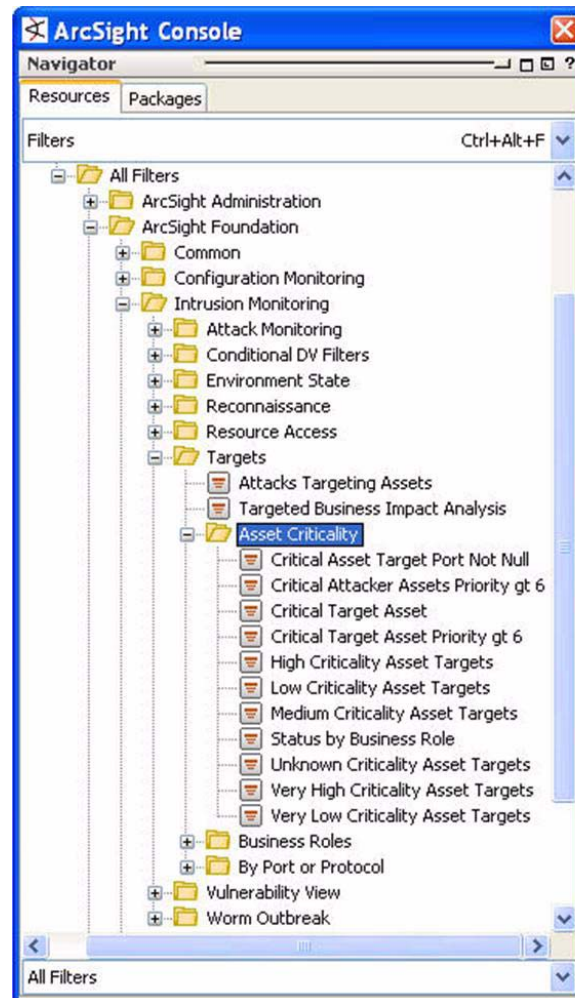 ArcSight Console
Navigator ?
Resources Packages
Filters Ctrl+Alt+F
All Filters
ArcSight Administration
ArcSight Foundation
Common
Configuration Monitoring
Intrusion Monitoring
Attack Monitoring
Conditional DV Filters
Environment State
Reconnaissance
Resource Access
Targets
Attacks Targeting Assets
Targeted Business Impact Analysis
Asset Criticality
Critical Asset Target Port Not Null
Critical Attacker Assets Priority gt 6
Critical Target Asset
Critical Target Asset Priority gt 6
High Criticality Asset Targets
Low Criticality Asset Targets
Medium Criticality Asset Targets
Status by Business Role
Unknown Criticality Asset Targets
Very High Criticality Asset Targets
Very Low Criticality Asset Targets
Business Roles
By Port or Protocol
Vulnerability View
Worm Outbreak
All Filters